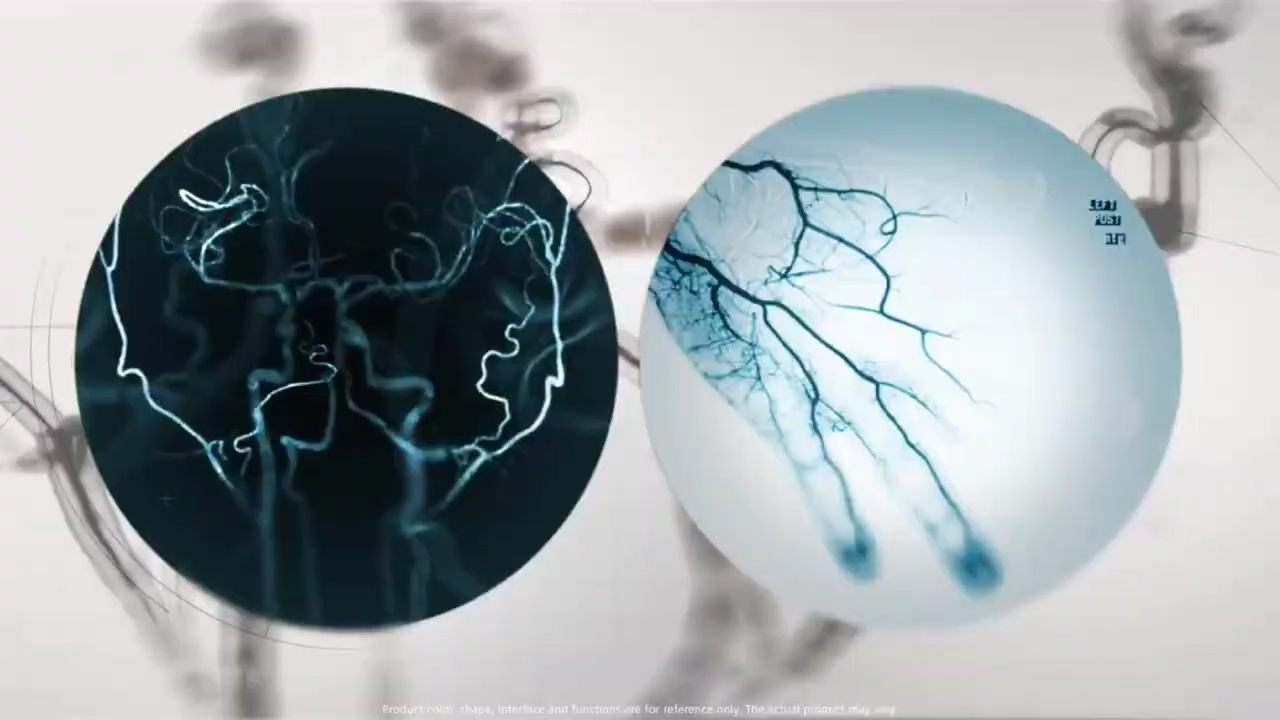 LEFT
POST
Product color, shape, interface and functions are for reference only. The actual product may vary